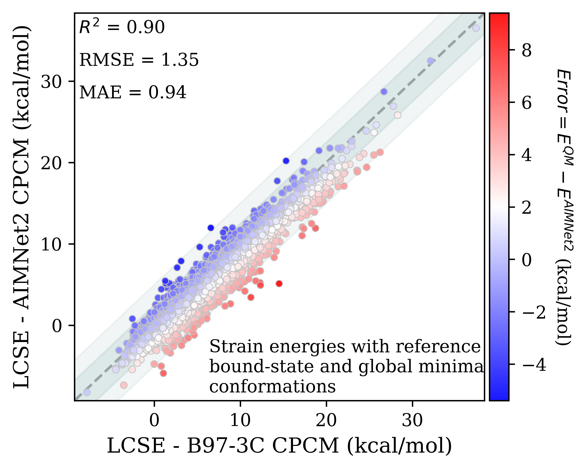 R² = 0.90
RMSE = 1.35
MAE = 0.94
LCSE - AIMNet2 CPCM (kcal/mol)
30
20
10
0
Strain energies with reference
bound-state and global minima
conformations
0
10
20
30
LCSE - B97-3C CPCM (kcal/mol)
8
6
4
2
0
−2
−4
Error = E^QM − E^AIMNet2 (kcal/mol)